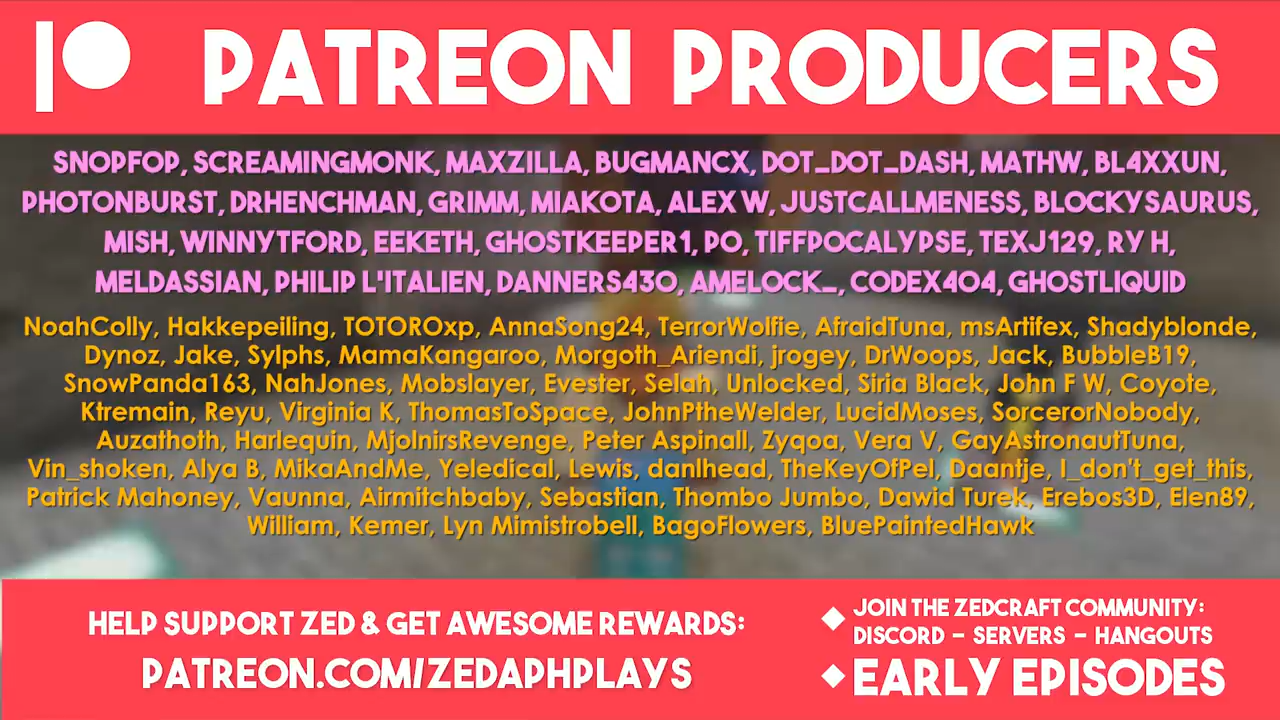 PATREON PRODUCERS
SNOPFOP, SCREAMINGMONK, MAXZILLA, BUGMANCX, DOT_DOT_DASH, MATHW, BL4XXUN,
PHOTONBURST, DRHENCHMAN, GRIMM, MIAKOTA, ALEX W, JUSTCALLMENESS, BLOCKYSAURUS,
MISH, WINNYTFORD, EEKETH, GHOSTKEEPER1, PO, TIFFPOCALYPSE, TEXJ129, RY H,
MELDASSIAN, PHILIP L'ITALIEN, DANNERS430, AMELOCK_, CODEX404, GHOSTLIQUID
NoahColly, Hakkepeiling, TOTOROxp, AnnaSong24, TerrorWolfie, AfraidTuna, msArtifex, Shadyblonde,
Dynoz, Jake, Sylphs, MamaKangaroo, Morgoth_Ariendi, jrogey, DrWoops, Jack, BubbleB19,
SnowPanda163, NahJones, Mobslayer, Evester, Selah, Unlocked, Siria Black, John F W, Coyote,
Ktremain, Reyu, Virginia K, ThomasToSpace, JohnPtheWelder, LucidMoses, SorcerorNobody,
Auzathoth, Harlequin, MjolnirsRevenge, Peter Aspinall, Zyqoa, Vera V, GayAstronautTuna,
Vin_shoken, Alya B, MikaAndMe, Yeledical, Lewis, danlhead, TheKeyOfPel, Daantje, I_don't_get_this,
Patrick Mahoney, Vaunna, Airmitchbaby, Sebastian, Thombo Jumbo, Dawid Turek, Erebos3D, Elen89,
William, Kemer, Lyn Mimistrobell, BagoFlowers, BluePaintedHawk
HELP SUPPORT ZED & GET AWESOME REWARDS:
PATREON.COM/ZEDAPHPLAYS
JOIN THE ZEDCRAFT COMMUNITY:
DISCORD - SERVERS - HANGOUTS
EARLY EPISODES